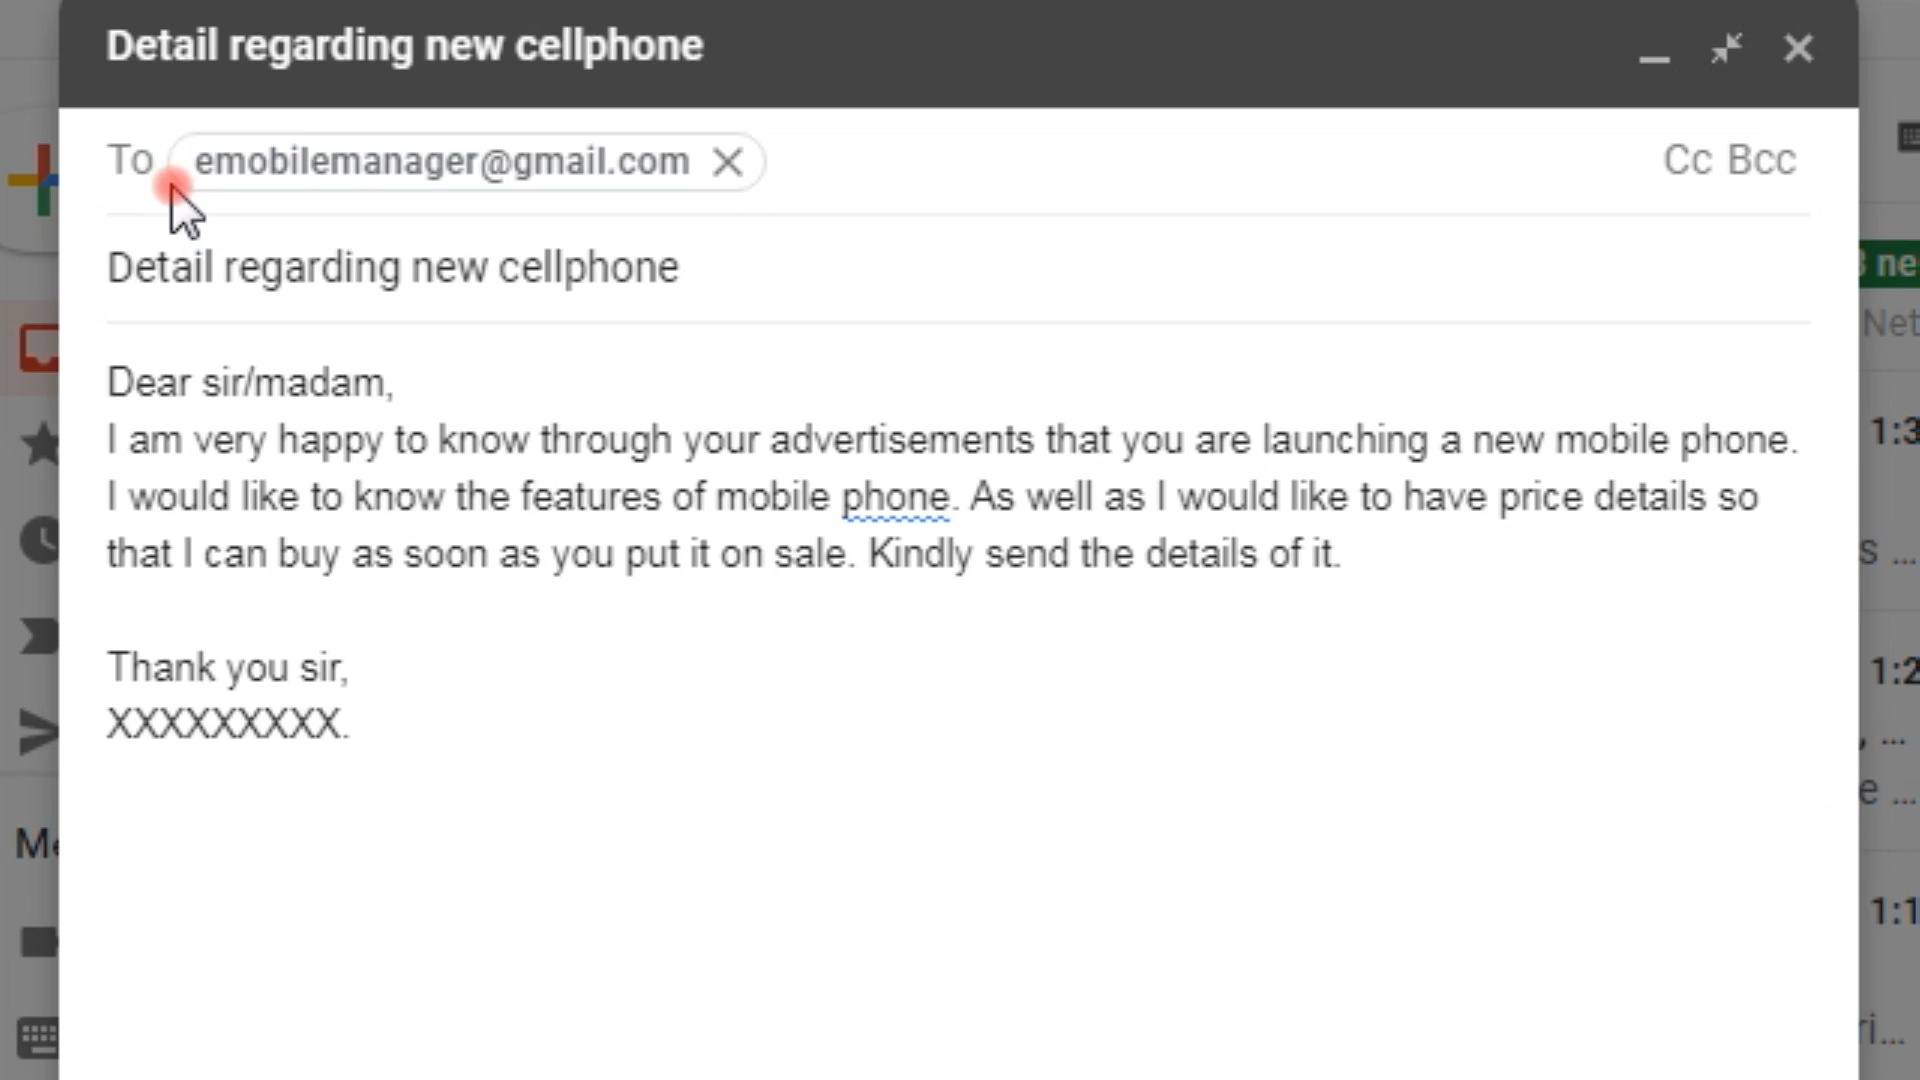 Detail regarding new cellphone
To emobilemanager@gmail.com
Cc Bcc
Detail regarding new cellphone
Dear sir/madam,
I am very happy to know through your advertisements that you are launching a new mobile phone.
I would like to know the features of mobile phone. As well as I would like to have price details so
that I can buy as soon as you put it on sale. Kindly send the details of it.
Thank you sir,
XXXXXXXXX.